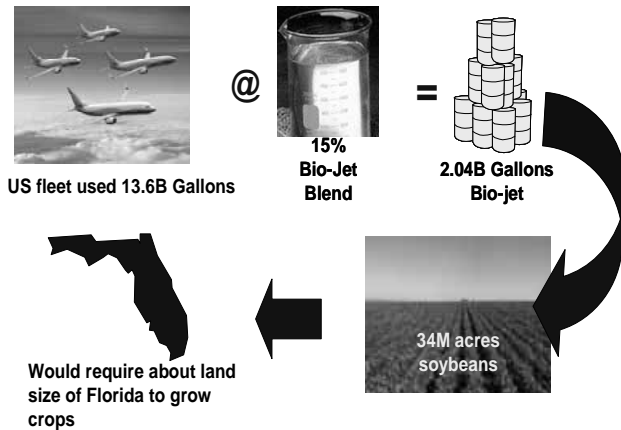 @
=
US fleet used 13.6B Gallons
15%
Bio-Jet
Blend
2.04B Gallons
Bio-jet
34M acres
soybeans
Would require about land
size of Florida to grow
crops